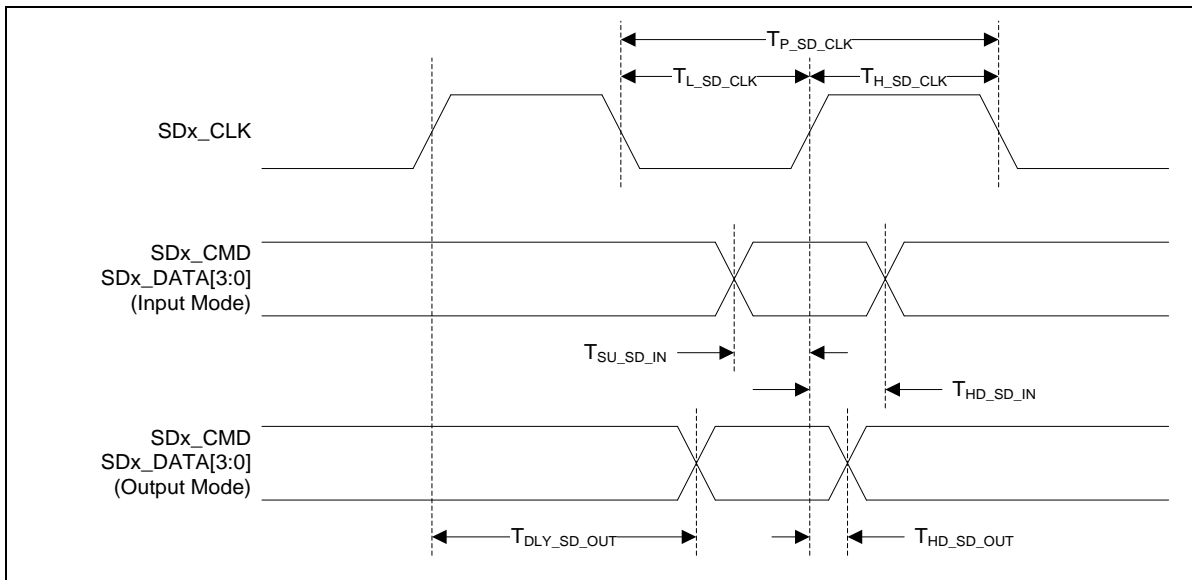 T_P_SD_CLK
T_L_SD_CLK
T_H_SD_CLK
SDx_CLK
SDx_CMD
SDx_DATA[3:0]
(Input Mode)
T_SU_SD_IN
T_HD_SD_IN
SDx_CMD
SDx_DATA[3:0]
(Output Mode)
T_DLY_SD_OUT
T_HD_SD_OUT